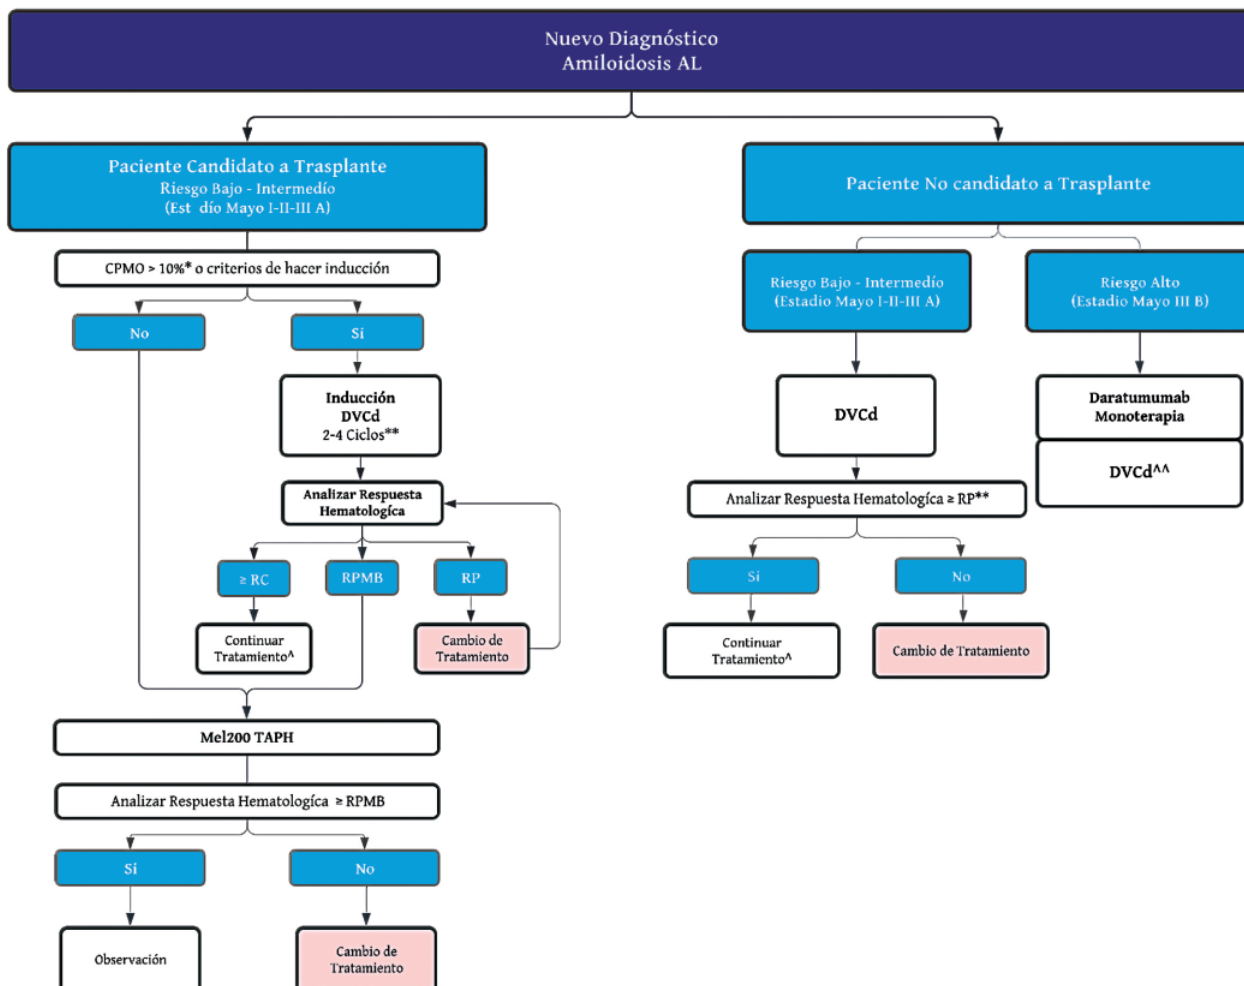 Nuevo Diagnóstico
Amiloidosis AL
Paciente Candidato a Trasplante
Riesgo Bajo - Intermedío
(Est dío Mayo I-II-III A)
CPMO > 10%* o criterios de hacer inducción
No
Si
Inducción
DVCd
2-4 Ciclos**
Analizar Respuesta
Hematologíca
≥ RC
RPMB
RP
Continuar
Tratamiento^
Cambio de
Tratamiento
Mel200 TAPH
Analizar Respuesta Hematologíca ≥ RPMB
Si
No
Observación
Cambio de
Tratamiento
Paciente No candidato a Trasplante
Riesgo Bajo - Intermedío
(Estadio Mayo I-II-III A)
Riesgo Alto
(Estadio Mayo III B)
DVCd
Daratumumab
Monoterapia
DVCd^^
Analizar Respuesta Hematologíca ≥ RP**
Si
No
Continuar
Tratamiento^
Cambio de Tratamiento